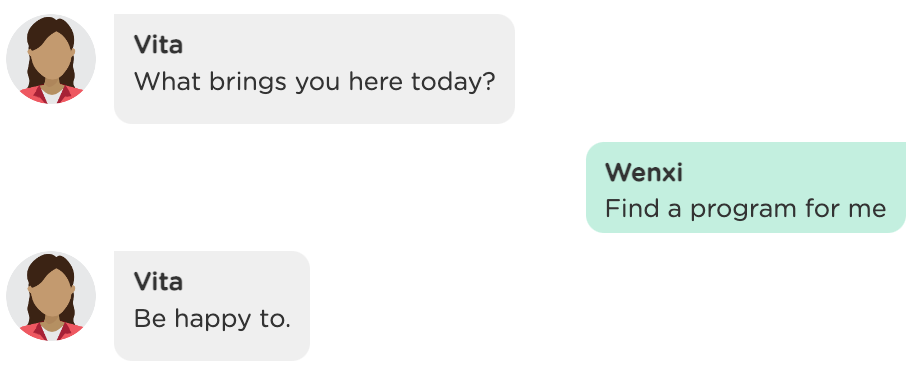 Vita
What brings you here today?
Wenxi
Find a program for me
Vita
Be happy to.